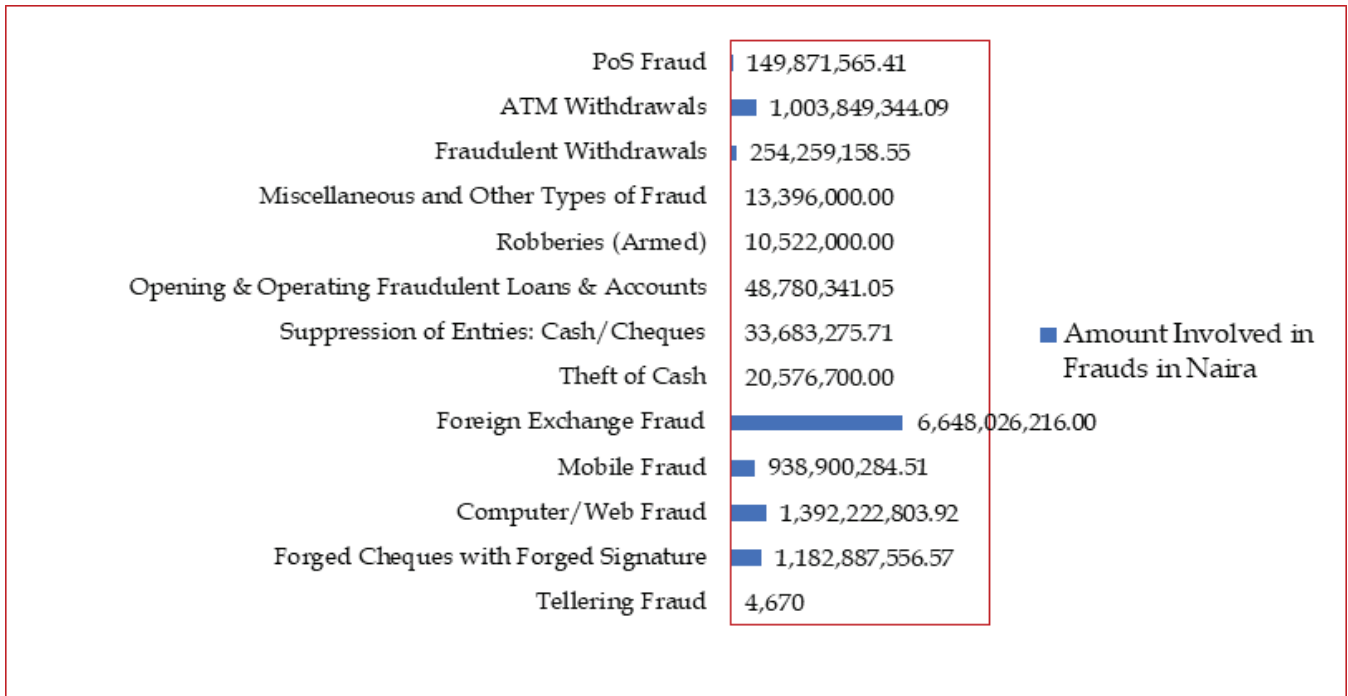 PoS Fraud 149,871,565.41
ATM Withdrawals 1,003,849,344.09
Fraudulent Withdrawals 254,259,158.55
Miscellaneous and Other Types of Fraud 13,396,000.00
Robberies (Armed) 10,522,000.00
Opening & Operating Fraudulent Loans & Accounts 48,780,341.05
Suppression of Entries: Cash/Cheques 33,683,275.71
Theft of Cash 20,576,700.00
Foreign Exchange Fraud 6,648,026,216.00
Mobile Fraud 938,900,284.51
Computer/Web Fraud 1,392,222,803.92
Forged Cheques with Forged Signature 1,182,887,556.57
Tellering Fraud 4,670
Amount Involved in
Frauds in Naira